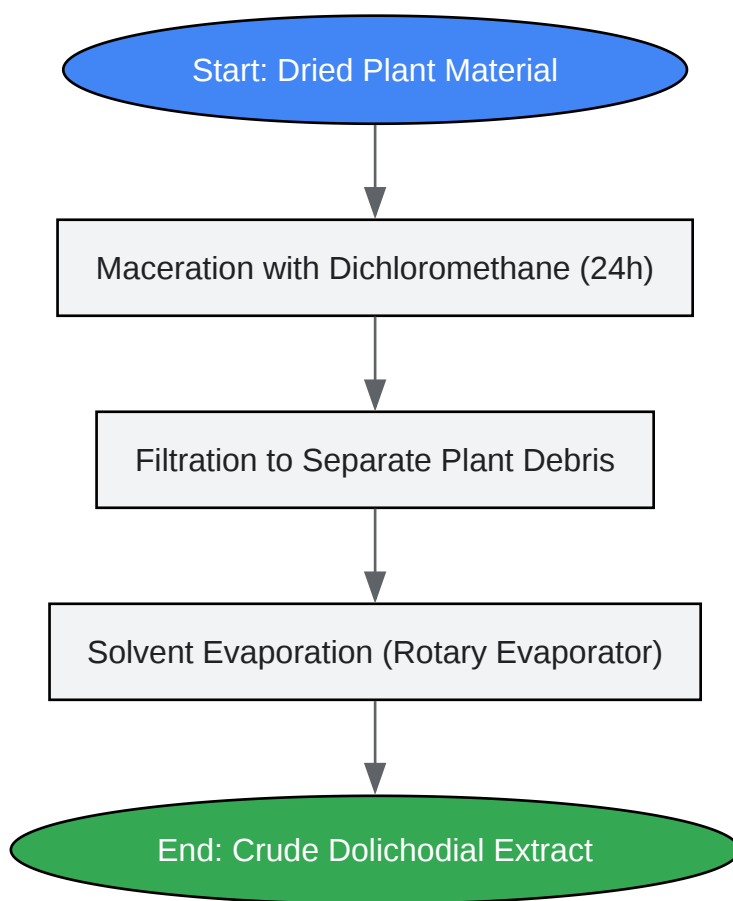 Start: Dried Plant Material
Maceration with Dichloromethane (24h)
Filtration to Separate Plant Debris
Solvent Evaporation (Rotary Evaporator)
End: Crude Dolichodial Extract